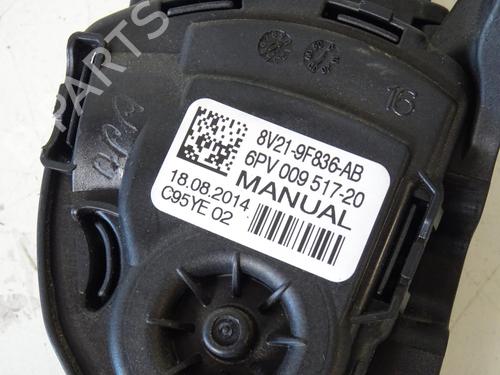 PARTS
16
8V21-9F836-AB
6PV 009 517-20
MANUAL
18.08.2014
C95YE 02